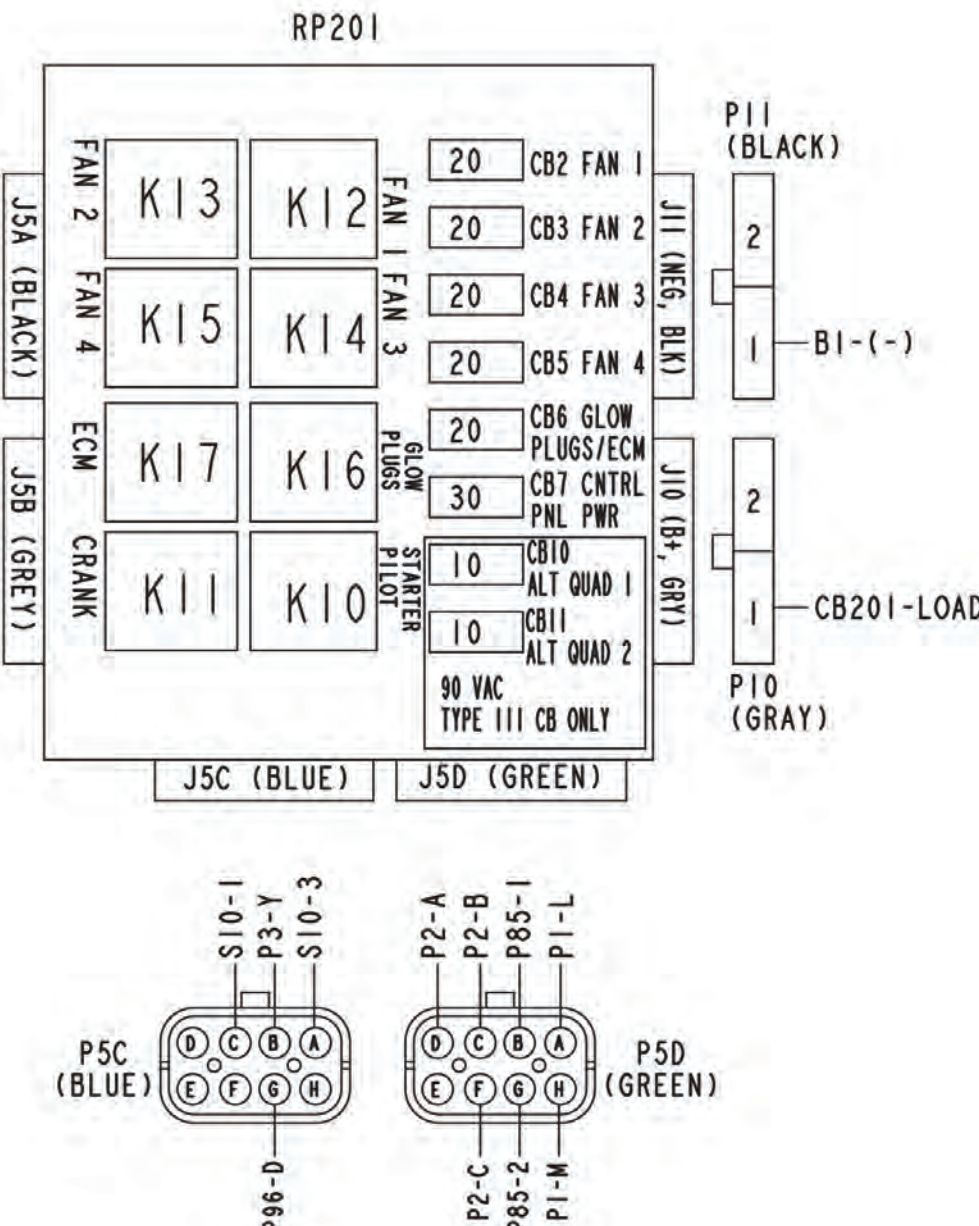 RP201
P11
(BLACK)
FAN 2
K13
K12
FAN 1
20
CB2 FAN 1
20
CB3 FAN 2
J5A (BLACK)
J11 (NEG, BLK)
2
1
B1-(-)
FAN 4
K15
K14
FAN 3
20
CB4 FAN 3
20
CB5 FAN 4
ECM
K17
K16
GLOW
PLUGS
20
CB6 GLOW
PLUGS/ECM
30
CB7 CNTRL
PNL PWR
J5B (GREY)
J10 (B+, GRY)
2
1
CB201-LOAD
P10
(GRAY)
CRANK
K11
K10
STARTER
PILOT
10
CB10
ALT QUAD 1
10
CB11
ALT QUAD 2
90 VAC
TYPE III CB ONLY
J5C (BLUE)
J5D (GREEN)
S10-1
P3-Y
S10-3
P2-A
P2-B
P85-1
P1-L
P5C
(BLUE)
D C B A
E F G H
D C B A
E F G H
P5D
(GREEN)
P96-D
P2-C
P85-2
P1-M